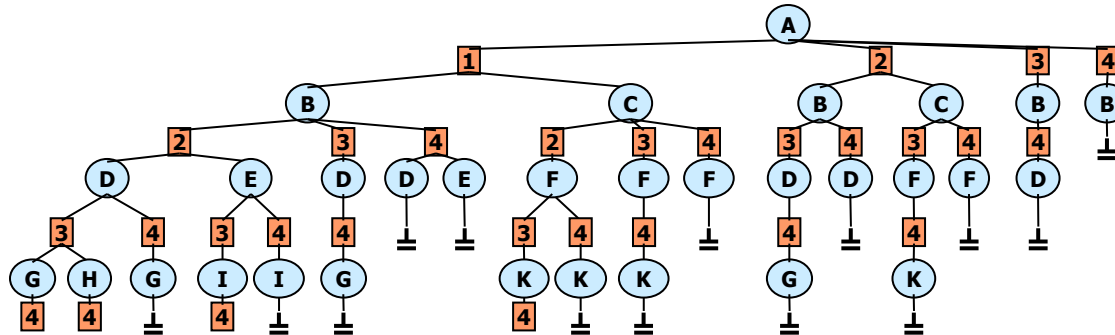 A
1 2 3 4
B C B C B B
2 3 4 2 3 4 3 4 3 4 4
D E D D E F F F D D F F D
3 4 3 4 4 3 4 4 4 4
G H G I I G K K K G K
4 4 4 4